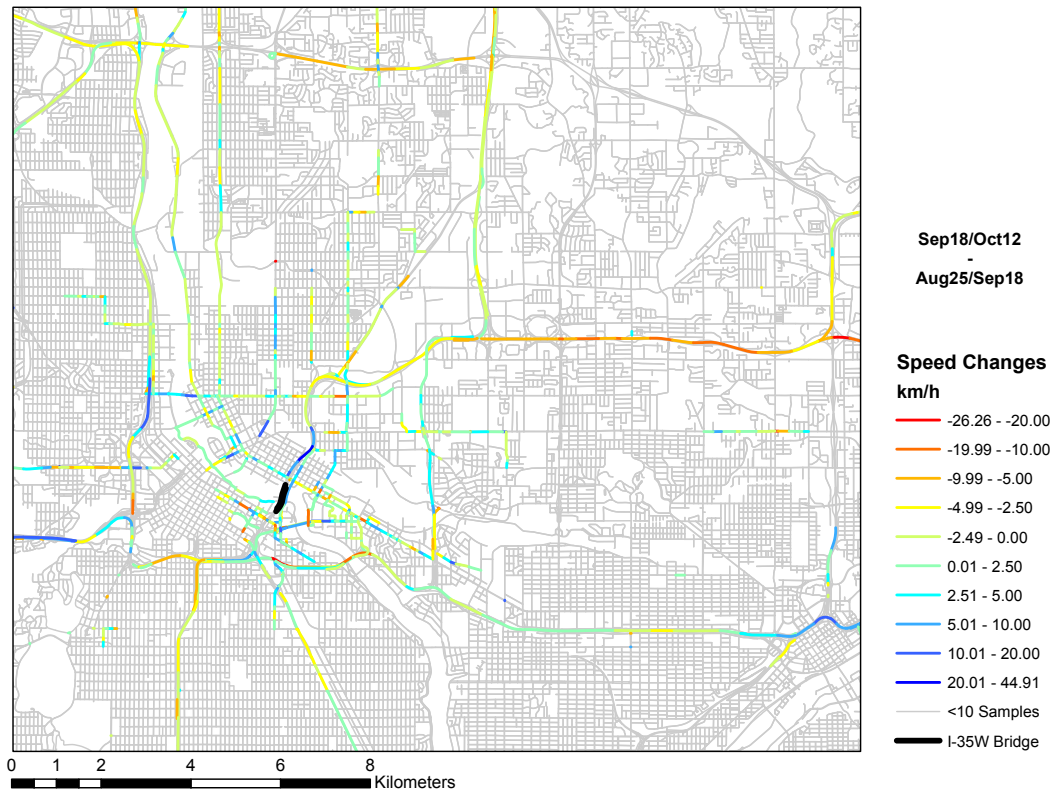 Sep18/Oct12
-
Aug25/Sep18
Speed Changes
km/h
-26.26 - -20.00
-19.99 - -10.00
-9.99 - -5.00
-4.99 - -2.50
-2.49 - 0.00
0.01 - 2.50
2.51 - 5.00
5.01 - 10.00
10.01 - 20.00
20.01 - 44.91
<10 Samples
I-35W Bridge
0 1 2 4 6 8
Kilometers